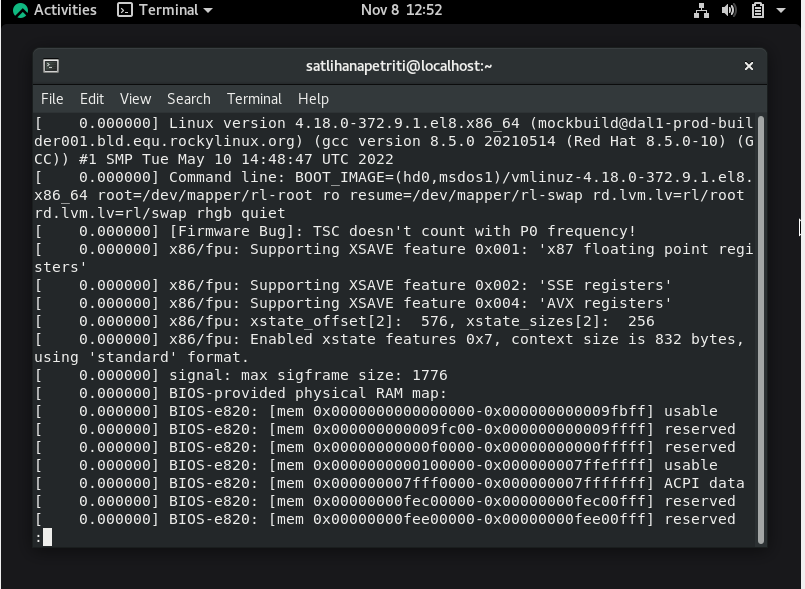 Activities Terminal Nov 8 12:52
satlihanapetriti@localhost:~ ×
File Edit View Search Terminal Help
[    0.000000] Linux version 4.18.0-372.9.1.el8.x86_64 (mockbuild@dal1-prod-buil
der001.bld.equ.rockylinux.org) (gcc version 8.5.0 20210514 (Red Hat 8.5.0-10) (G
CC)) #1 SMP Tue May 10 14:48:47 UTC 2022
[    0.000000] Command line: BOOT_IMAGE=(hd0,msdos1)/vmlinuz-4.18.0-372.9.1.el8.
x86_64 root=/dev/mapper/rl-root ro resume=/dev/mapper/rl-swap rd.lvm.lv=rl/root
rd.lvm.lv=rl/swap rhgb quiet
[    0.000000] [Firmware Bug]: TSC doesn't count with P0 frequency!
[    0.000000] x86/fpu: Supporting XSAVE feature 0x001: 'x87 floating point regi
sters'
[    0.000000] x86/fpu: Supporting XSAVE feature 0x002: 'SSE registers'
[    0.000000] x86/fpu: Supporting XSAVE feature 0x004: 'AVX registers'
[    0.000000] x86/fpu: xstate_offset[2]:  576, xstate_sizes[2]:  256
[    0.000000] x86/fpu: Enabled xstate features 0x7, context size is 832 bytes,
using 'standard' format.
[    0.000000] signal: max sigframe size: 1776
[    0.000000] BIOS-provided physical RAM map:
[    0.000000] BIOS-e820: [mem 0x0000000000000000-0x000000000009fbff] usable
[    0.000000] BIOS-e820: [mem 0x000000000009fc00-0x000000000009ffff] reserved
[    0.000000] BIOS-e820: [mem 0x00000000000f0000-0x00000000000fffff] reserved
[    0.000000] BIOS-e820: [mem 0x0000000000100000-0x000000007ffeffff] usable
[    0.000000] BIOS-e820: [mem 0x000000007fff0000-0x000000007fffffff] ACPI data
[    0.000000] BIOS-e820: [mem 0x00000000fec00000-0x00000000fec00fff] reserved
[    0.000000] BIOS-e820: [mem 0x00000000fee00000-0x00000000fee00fff] reserved
: